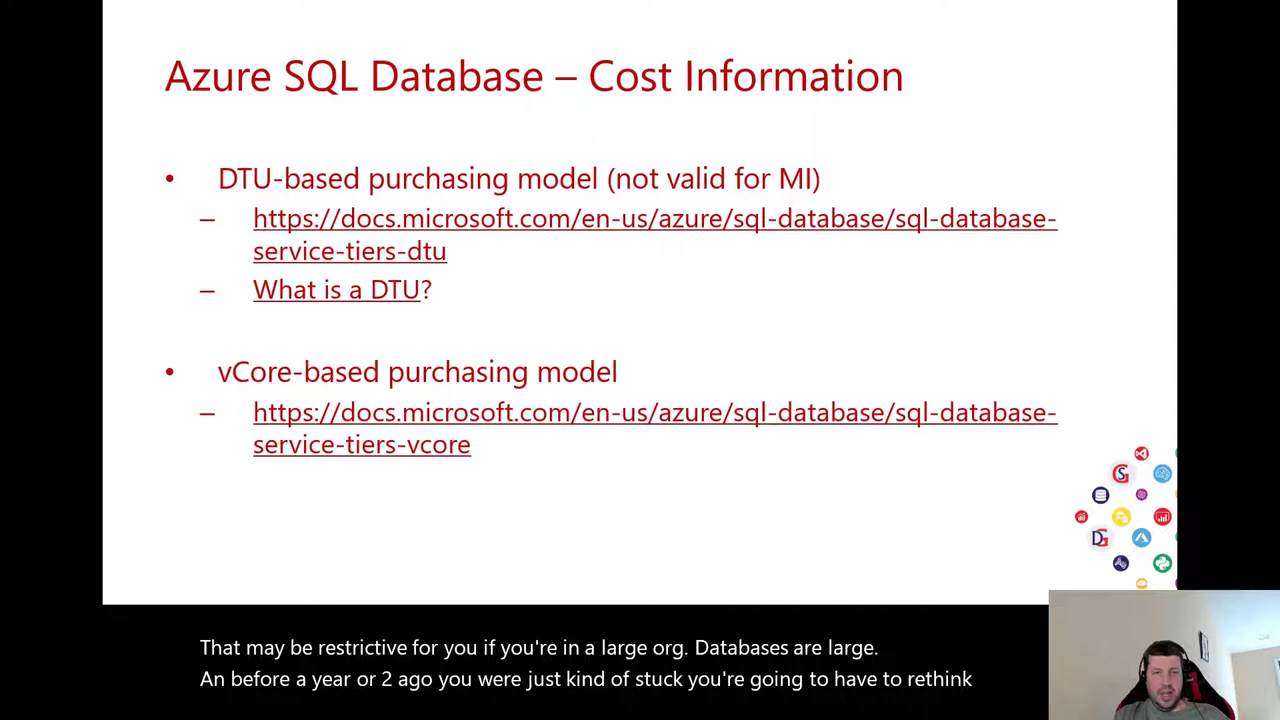 Azure SQL Database – Cost Information
• DTU-based purchasing model (not valid for MI)
– https://docs.microsoft.com/en-us/azure/sql-database/sql-database-
service-tiers-dtu
– What is a DTU?
• vCore-based purchasing model
– https://docs.microsoft.com/en-us/azure/sql-database/sql-database-
service-tiers-vcore
That may be restrictive for you if you're in a large org. Databases are large.
An before a year or 2 ago you were just kind of stuck you're going to have to rethink